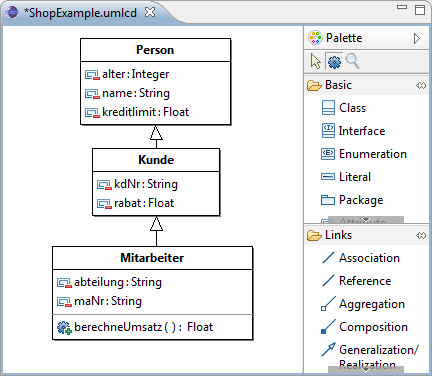 *ShopExample.umlcd
Person
alter:Integer
name:String
kreditlimit:Float
Kunde
kdNr:String
rabat:Float
Mitarbeiter
abteilung:String
maNr:String
berechneUmsatz(): Float
Palette
Basic
Class
Interface
Enumeration
Literal
Package
Links
Association
Reference
Aggregation
Composition
Generalization/
Realization